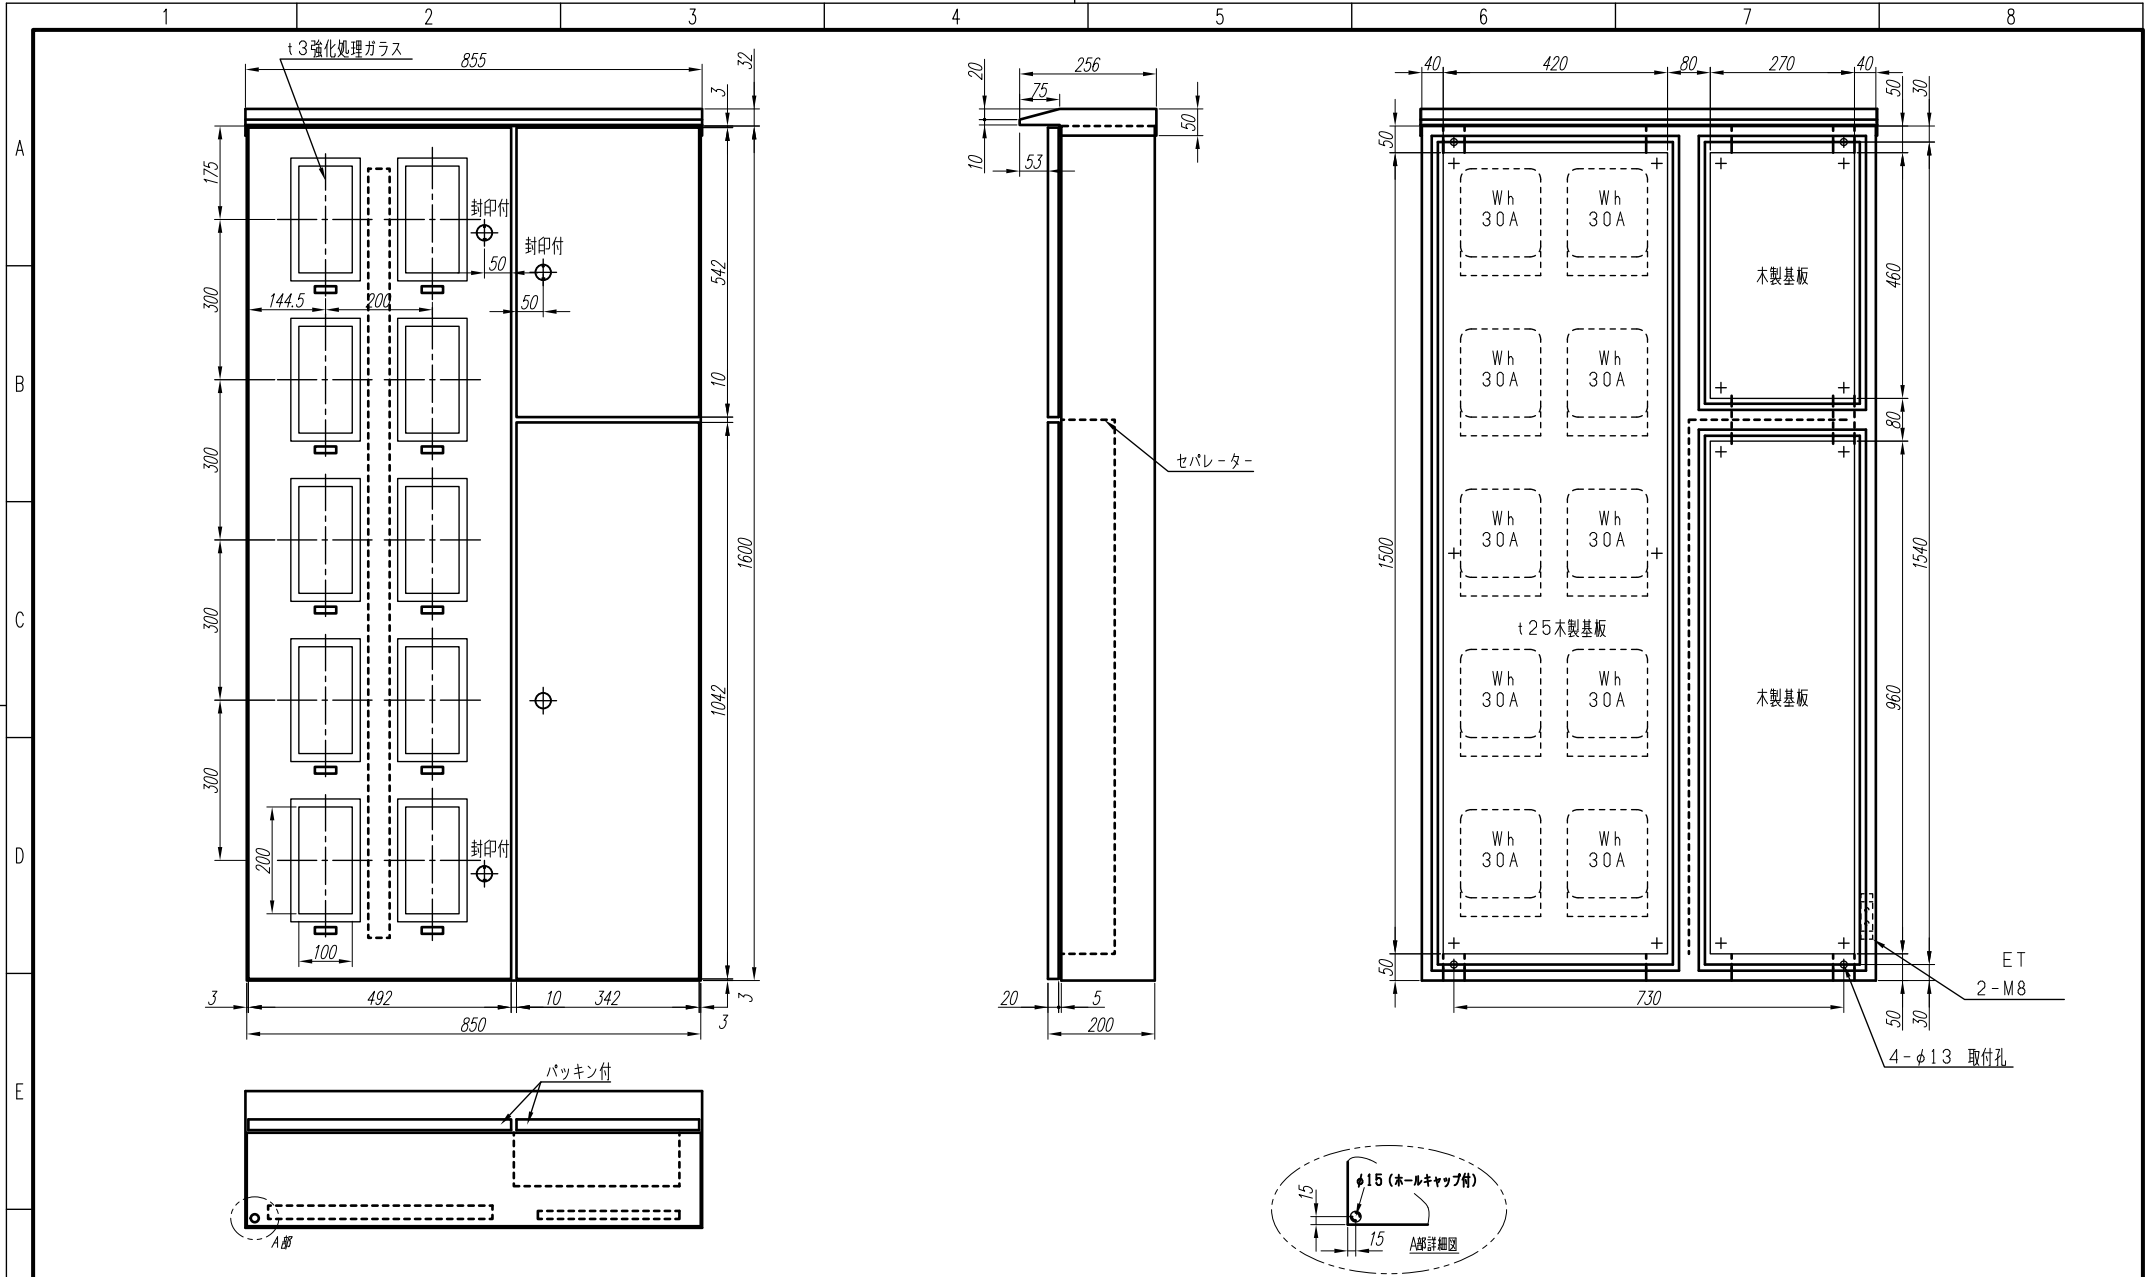 1 2 3 4 5 6 7 8
A
B
C
D
E
t3強化処理ガラス
855
32
3
175
封印付
封印付
50
50
144.5
200
300
300
300
300
542
10
1042
1600
封印付
200
100
3
492
10
342
3
3
850
20
256
75
50
10
53
セパレーター
20
5
200
40
420
80
270
40
50
30
50
Wh
30A
Wh
30A
木製基板
460
Wh
30A
Wh
30A
80
Wh
30A
Wh
30A
1500
1540
t25木製基板
Wh
30A
Wh
30A
木製基板
960
Wh
30A
Wh
30A
50
730
50
30
ET
2-M8
4-φ13 取付孔
パッキン付
A部
φ15(ホールキャップ付)
15
15
A部詳細図